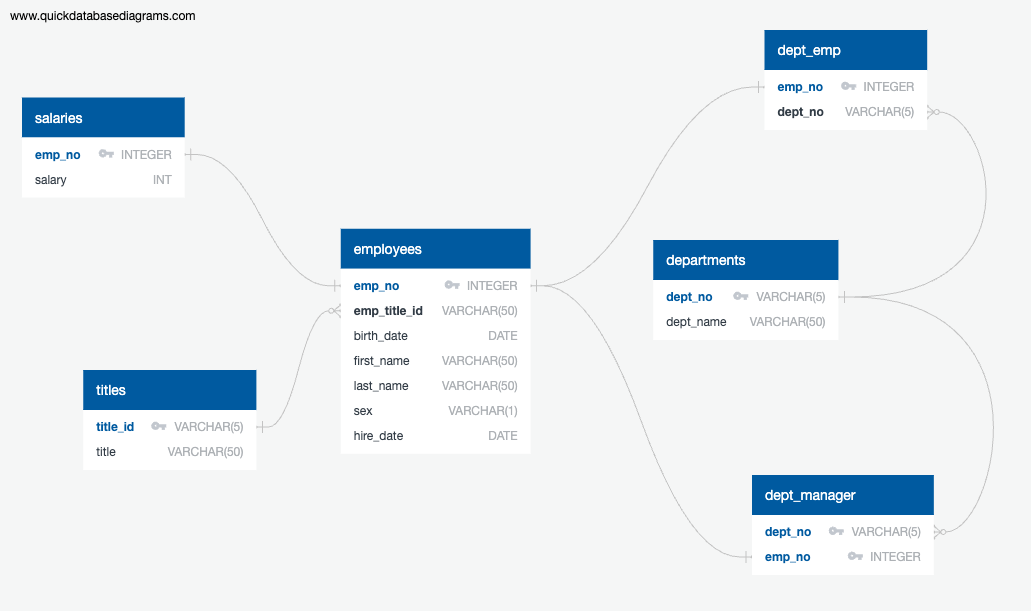 www.quickdatabasediagrams.com
salaries
emp_no INTEGER
salary INT
employees
emp_no INTEGER
emp_title_id VARCHAR(50)
birth_date DATE
first_name VARCHAR(50)
last_name VARCHAR(50)
sex VARCHAR(1)
hire_date DATE
titles
title_id VARCHAR(5)
title VARCHAR(50)
dept_emp
emp_no INTEGER
dept_no VARCHAR(5)
departments
dept_no VARCHAR(5)
dept_name VARCHAR(50)
dept_manager
dept_no VARCHAR(5)
emp_no INTEGER